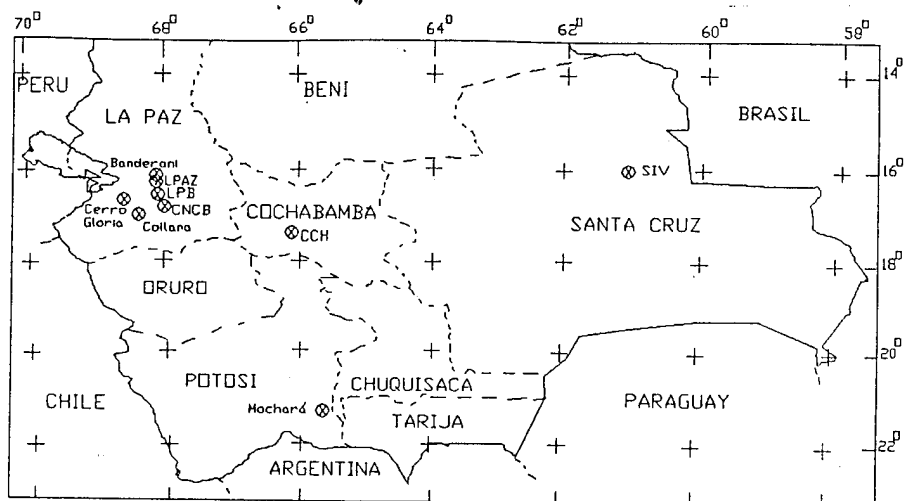 70° 68° 66° 64° 62° 60° 58°
14°
PERU
BENI
LA PAZ
BRASIL
Banderani
LPAZ
SIV
16°
LPB
Cerro
Gloria
CNCB
Collana
COCHABAMBA
CCH
SANTA CRUZ
18°
ORURO
20°
POTOSI
CHUQUISACA
CHILE
Mochará
TARIJA
PARAGUAY
22°
ARGENTINA